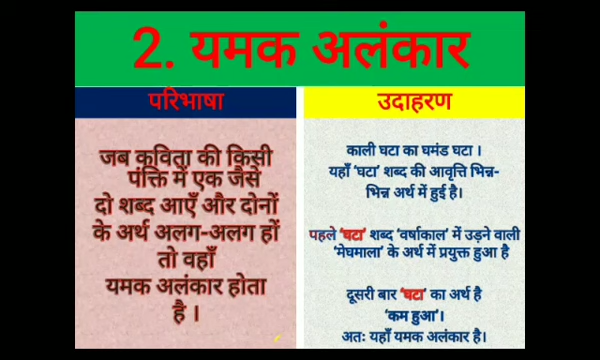 2. यमक अलंकार
परिभाषा
जब कविता की किसी
पंक्ति में एक जैसे
दो शब्द आएँ और दोनों
के अर्थ अलग-अलग हों
तो वहाँ
यमक अलंकार होता
है ।
उदाहरण
काली घटा का घमंड घटा ।
यहाँ 'घटा' शब्द की आवृत्ति भिन्न-
भिन्न अर्थ में हुई है।
पहले 'घटा' शब्द 'वर्षाकाल' में उड़ने वाली
'मेघमाला' के अर्थ में प्रयुक्त हुआ है
दूसरी बार 'घटा' का अर्थ है
'कम हुआ'।
अतः यहाँ यमक अलंकार है।